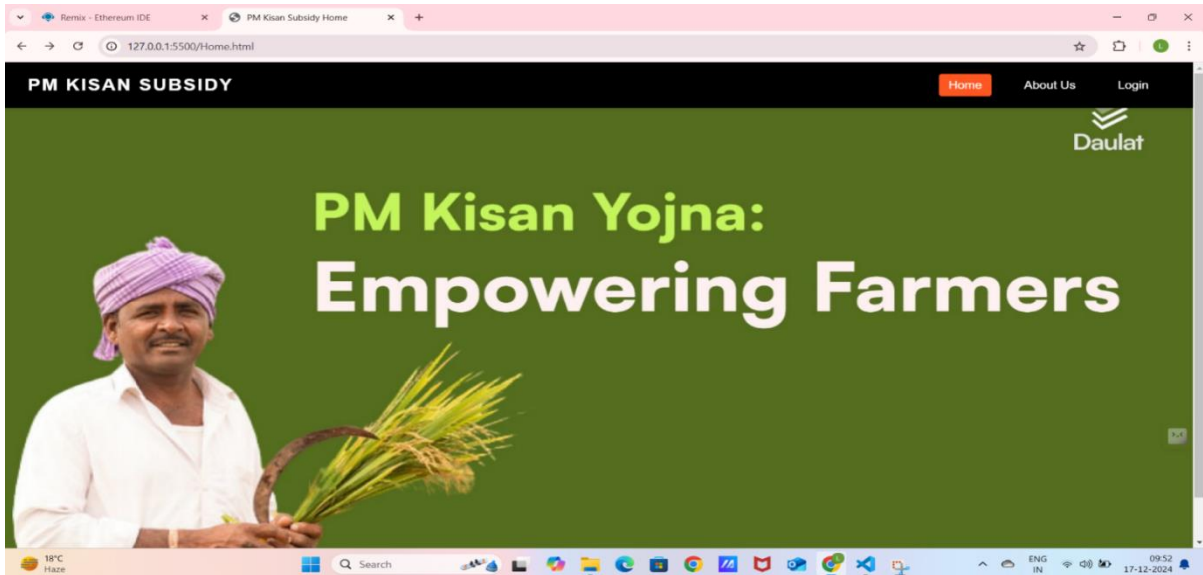 Remix - Ethereum IDE
PM Kisan Subsidy Home
127.0.0.1:5500/Home.html
PM KISAN SUBSIDY
Home About Us Login
Daulat
PM Kisan Yojna:
Empowering Farmers
18°C
Haze
Search
ENG
IN
09:52
17-12-2024